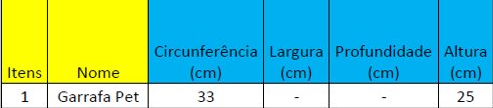 Itens Nome Circunferência (cm) Largura (cm) Profundidade (cm) Altura (cm)
1 Garrafa Pet 33 - - 25